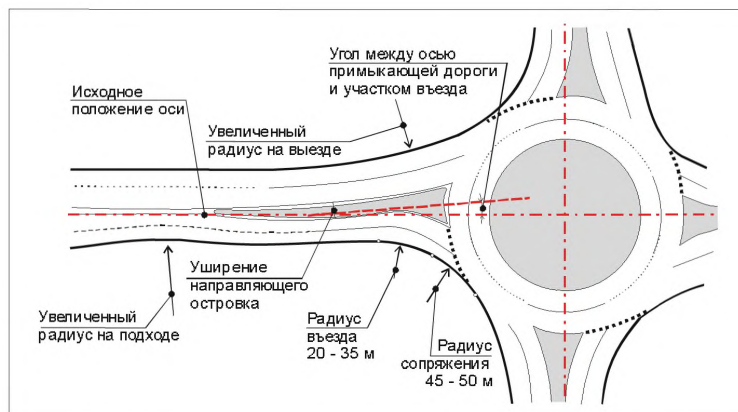 Угол между осью
примыкающей дороги
и участком въезда
Исходное
положение оси
Увеличенный
радиус на выезде
Уширение
направляющего
островка
Увеличенный
радиус на подходе
Радиус
въезда
20 - 35 м
Радиус
сопряжения
45 - 50 м